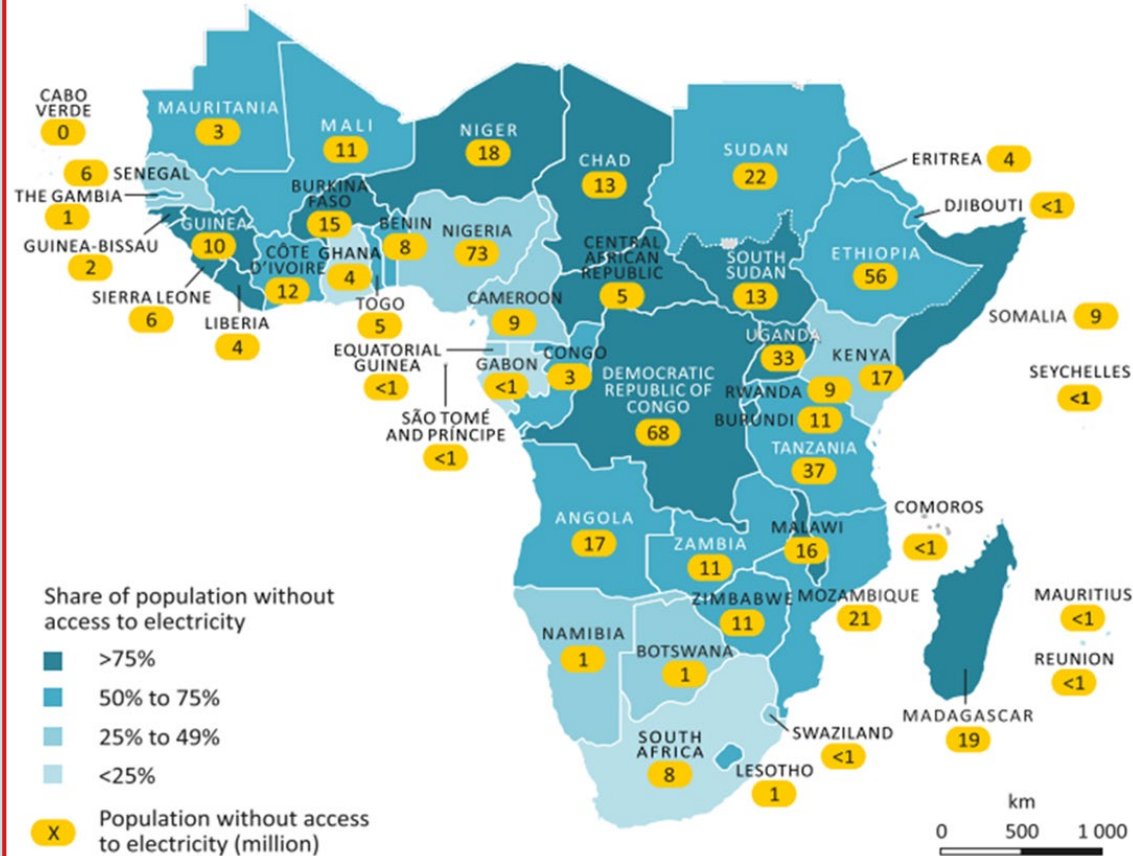 CABO
VERDE
0
MAURITANIA
3
MALI
11
NIGER
18
CHAD
13
SUDAN
22
ERITREA 4
DJIBOUTI <1
6 SENEGAL
THE GAMBIA
1
GUINEA-BISSAU
2
GUINEA
10
SIERRA LEONE
6
LIBERIA
4
BURKINA
FASO
15
CÔTE
D'IVOIRE
12
GHANA
4
TOGO
5
BENIN
8
NIGERIA
73
CAMEROON
9
CENTRAL
AFRICAN
REPUBLIC
5
SOUTH
SUDAN
13
ETHIOPIA
56
SOMALIA 9
SEYCHELLES
<1
EQUATORIAL
GUINEA
<1
SÃO TOMÉ
AND PRÍNCIPE
<1
GABON
<1
CONGO
3
DEMOCRATIC
REPUBLIC OF
CONGO
68
UGANDA
33
KENYA
17
RWANDA 9
BURUNDI 11
TANZANIA
37
COMOROS
<1
ANGOLA
17
ZAMBIA
11
MALAWI
16
ZIMBABWE
11
MOZAMBIQUE
21
MAURITIUS
<1
REUNION
<1
MADAGASCAR
19
NAMIBIA
1
BOTSWANA
1
SOUTH
AFRICA
8
SWAZILAND
<1
LESOTHO
1
Share of population without
access to electricity
>75%
50% to 75%
25% to 49%
<25%
X Population without access
to electricity (million)
km
0 500 1 000